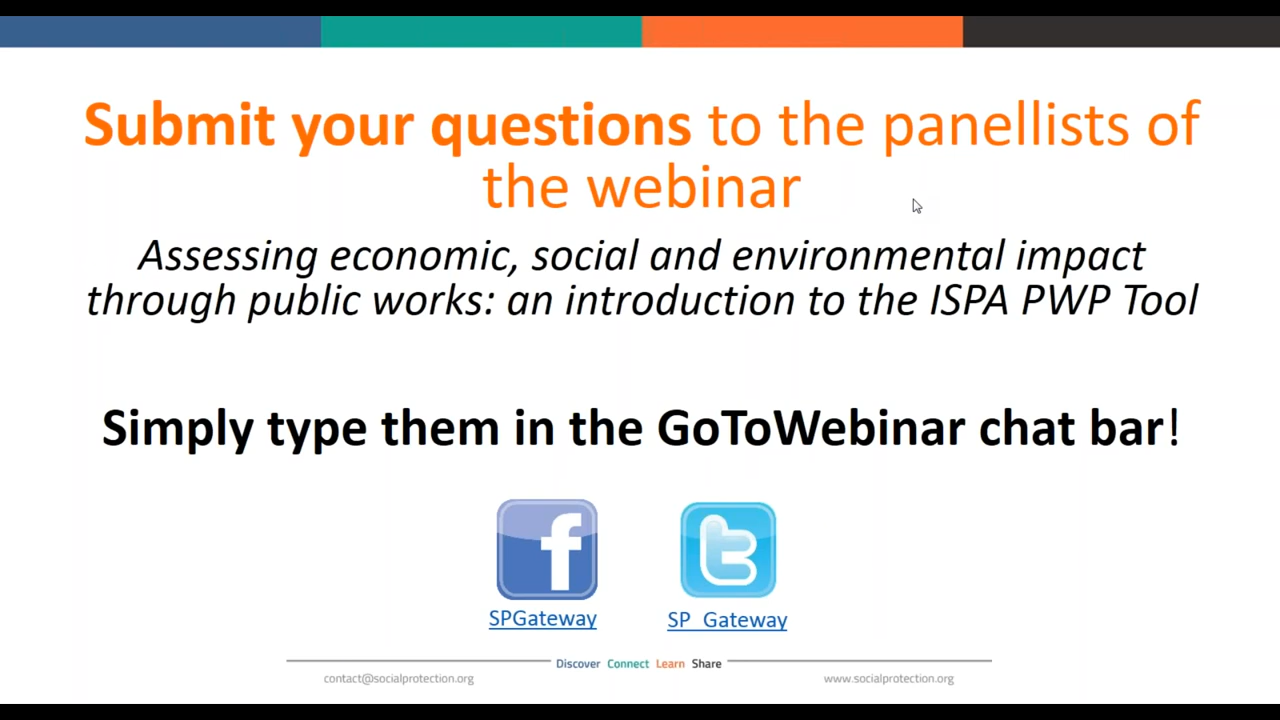 Submit your questions to the panellists of
the webinar
Assessing economic, social and environmental impact
through public works: an introduction to the ISPA PWP Tool
Simply type them in the GoToWebinar chat bar!
SPGateway
SP_Gateway
Discover Connect Learn Share
contact@socialprotection.org
www.socialprotection.org